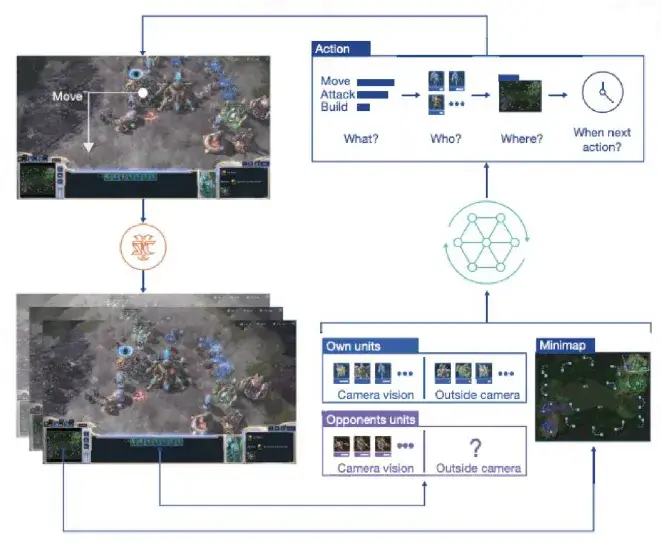 Action
Move
Attack
Build
What?
Who?
Where?
When next
action?
Move
Own units
Camera vision
Outside camera
Minimap
Opponents units
?
Camera vision
Outside camera